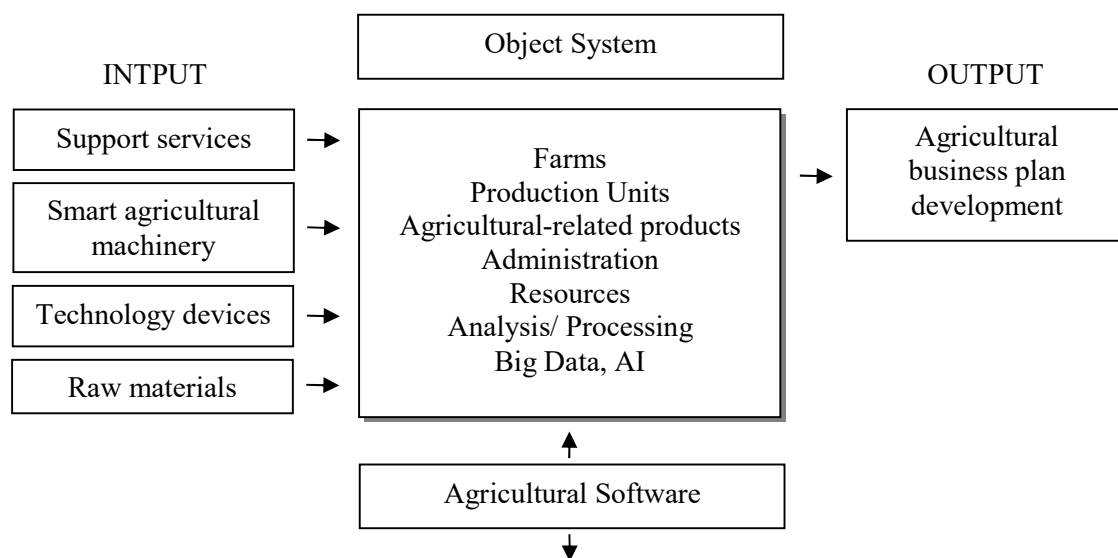 Object System
INTPUT
OUTPUT
Support services
Smart agricultural
machinery
Technology devices
Raw materials
Farms
Production Units
Agricultural-related products
Administration
Resources
Analysis/ Processing
Big Data, AI
Agricultural
business plan
development
Agricultural Software